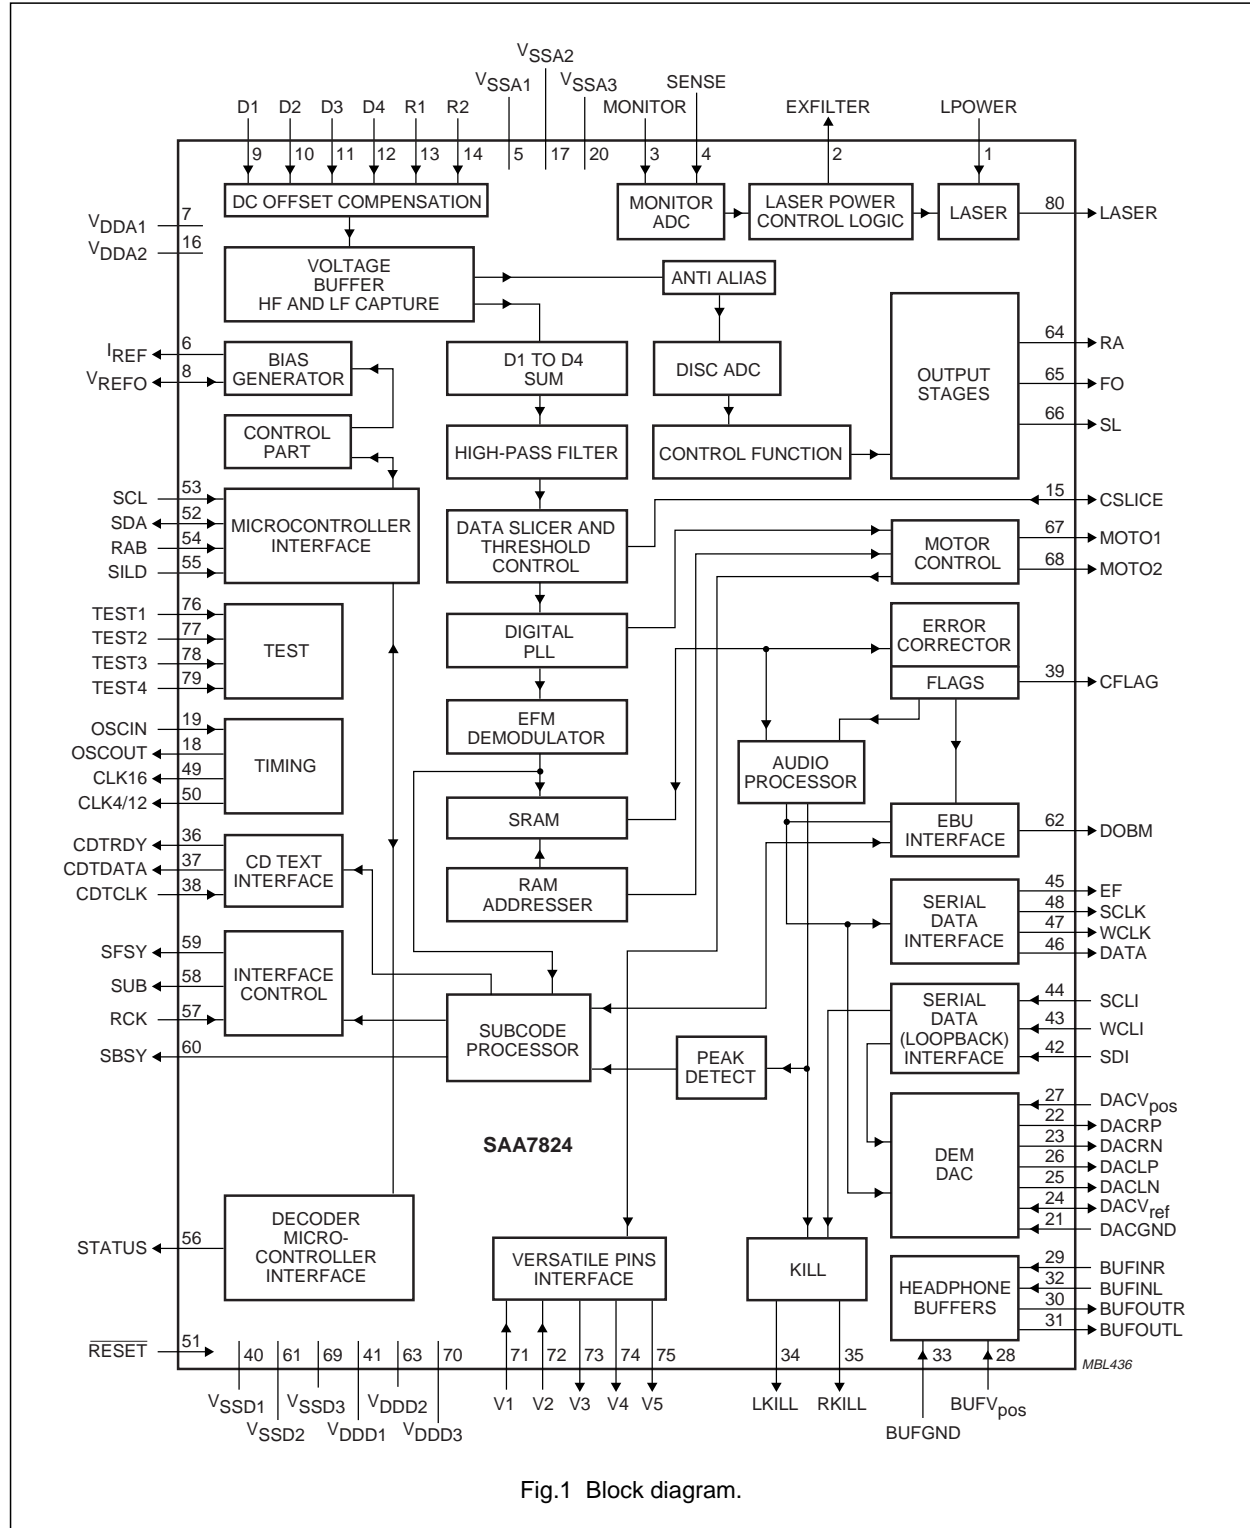 VSSA2
VSSA1
VSSA3
SENSE
D1 D2 D3 D4 R1 R2
MONITOR
EXFILTER
LPOWER
9 10 11 12 13 14 5 17 20 3 4 2 1
DC OFFSET COMPENSATION
MONITOR
ADC
LASER POWER
CONTROL LOGIC
LASER
80 LASER
VDDA1 7
VDDA2 16
VOLTAGE
BUFFER
HF AND LF CAPTURE
ANTI ALIAS
IREF 6
VREFO 8
BIAS
GENERATOR
D1 TO D4
SUM
DISC ADC
OUTPUT
STAGES
64 RA
65 FO
66 SL
CONTROL
PART
HIGH-PASS FILTER
CONTROL FUNCTION
SCL 53
SDA 52
RAB 54
SILD 55
MICROCONTROLLER
INTERFACE
DATA SLICER AND
THRESHOLD
CONTROL
15 CSLICE
MOTOR
CONTROL
67 MOTO1
68 MOTO2
TEST1 76
TEST2 77
TEST3 78
TEST4 79
TEST
DIGITAL
PLL
ERROR
CORRECTOR
FLAGS
39 CFLAG
OSCIN 19
OSCOUT 18
CLK16 49
CLK4/12 50
TIMING
EFM
DEMODULATOR
AUDIO
PROCESSOR
SRAM
EBU
INTERFACE
62 DOBM
CDTRDY 36
CDTDATA 37
CDTCLK 38
CD TEXT
INTERFACE
RAM
ADDRESSER
SERIAL
DATA
INTERFACE
45 EF
48 SCLK
47 WCLK
46 DATA
SFSY 59
SUB 58
RCK 57
SBSY 60
INTERFACE
CONTROL
SUBCODE
PROCESSOR
PEAK
DETECT
SERIAL
DATA
(LOOPBACK)
INTERFACE
44 SCLI
43 WCLI
42 SDI
SAA7824
DEM
DAC
27 DACVpos
22 DACRP
23 DACRN
26 DACLP
25 DACLN
24 DACVref
21 DACGND
STATUS 56
DECODER
MICRO-
CONTROLLER
INTERFACE
VERSATILE PINS
INTERFACE
KILL
HEADPHONE
BUFFERS
29 BUFINR
32 BUFINL
30 BUFOUTR
31 BUFOUTL
RESET 51
40 61 69 41 63 70 71 72 73 74 75 34 35 33 28
MBL436
VSSD1
VSSD2
VSSD3
VDDD1
VDDD2
VDDD3
V1 V2 V3 V4 V5
LKILL RKILL
BUFGND
BUFVpos
Fig.1 Block diagram.